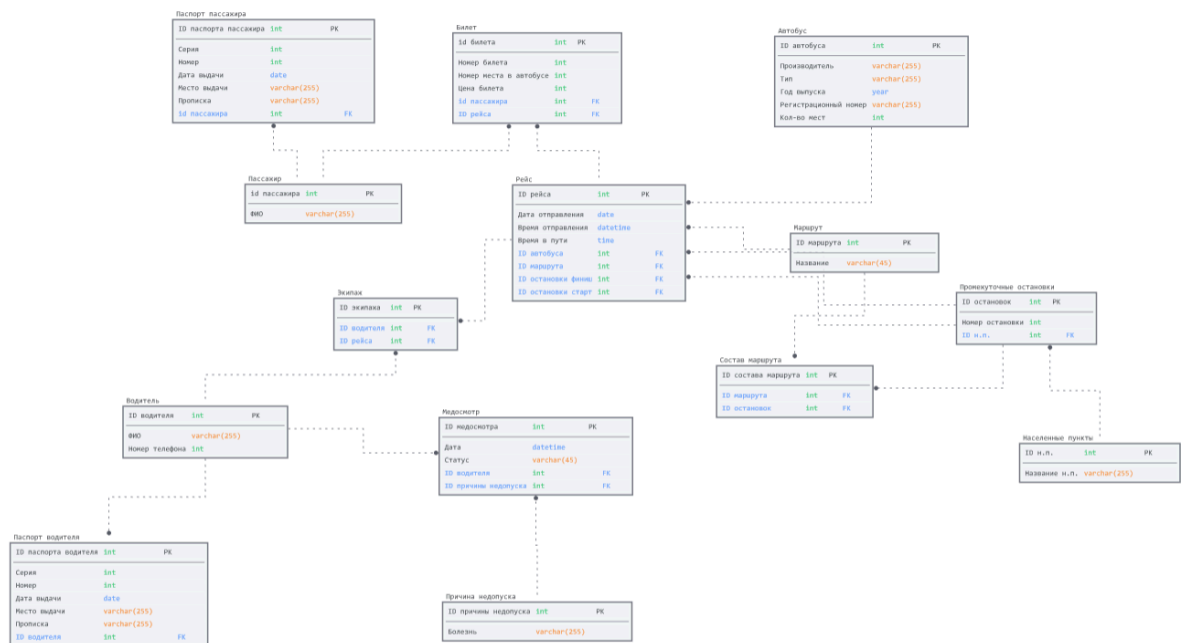 Паспорт пассажира
ID паспорта пассажира int PK
Серия int
Номер int
Дата выдачи date
Место выдачи varchar(255)
Прописка varchar(255)
id пассажира int FK
Билет
id билета int PK
Номер билета int
Номер места в автобусе int
Цена билета int
id пассажира int FK
ID рейса int FK
Автобус
ID автобуса int PK
Производитель varchar(255)
Тип varchar(255)
Год выпуска year
Регистрационный номер varchar(255)
Кол-во мест int
Пассажир
id пассажира int PK
ФИО varchar(255)
Рейс
ID рейса int PK
Дата отправления date
Время отправления datetime
Время в пути time
ID автобуса int FK
ID маршрута int FK
ID остановки финиш int FK
ID остановки старт int FK
Маршрут
ID маршрута int PK
Название varchar(45)
Экипаж
ID экипажа int PK
ID водителя int FK
ID рейса int FK
Промежуточные остановки
ID остановок int PK
Номер остановки int
ID н.п. int FK
Состав маршрута
ID состава маршрута int PK
ID маршрута int FK
ID остановок int FK
Водитель
ID водителя int PK
ФИО varchar(255)
Номер телефона int
Медосмотр
ID медосмотра int PK
Дата datetime
Статус varchar(45)
ID водителя int FK
ID причины недопуска int FK
Населенные пункты
ID н.п. int PK
Название н.п. varchar(255)
Паспорт водителя
ID паспорта водителя int PK
Серия int
Номер int
Дата выдачи date
Место выдачи varchar(255)
Прописка varchar(255)
ID водителя int FK
Причина недопуска
ID причины недопуска int PK
Болезнь varchar(255)